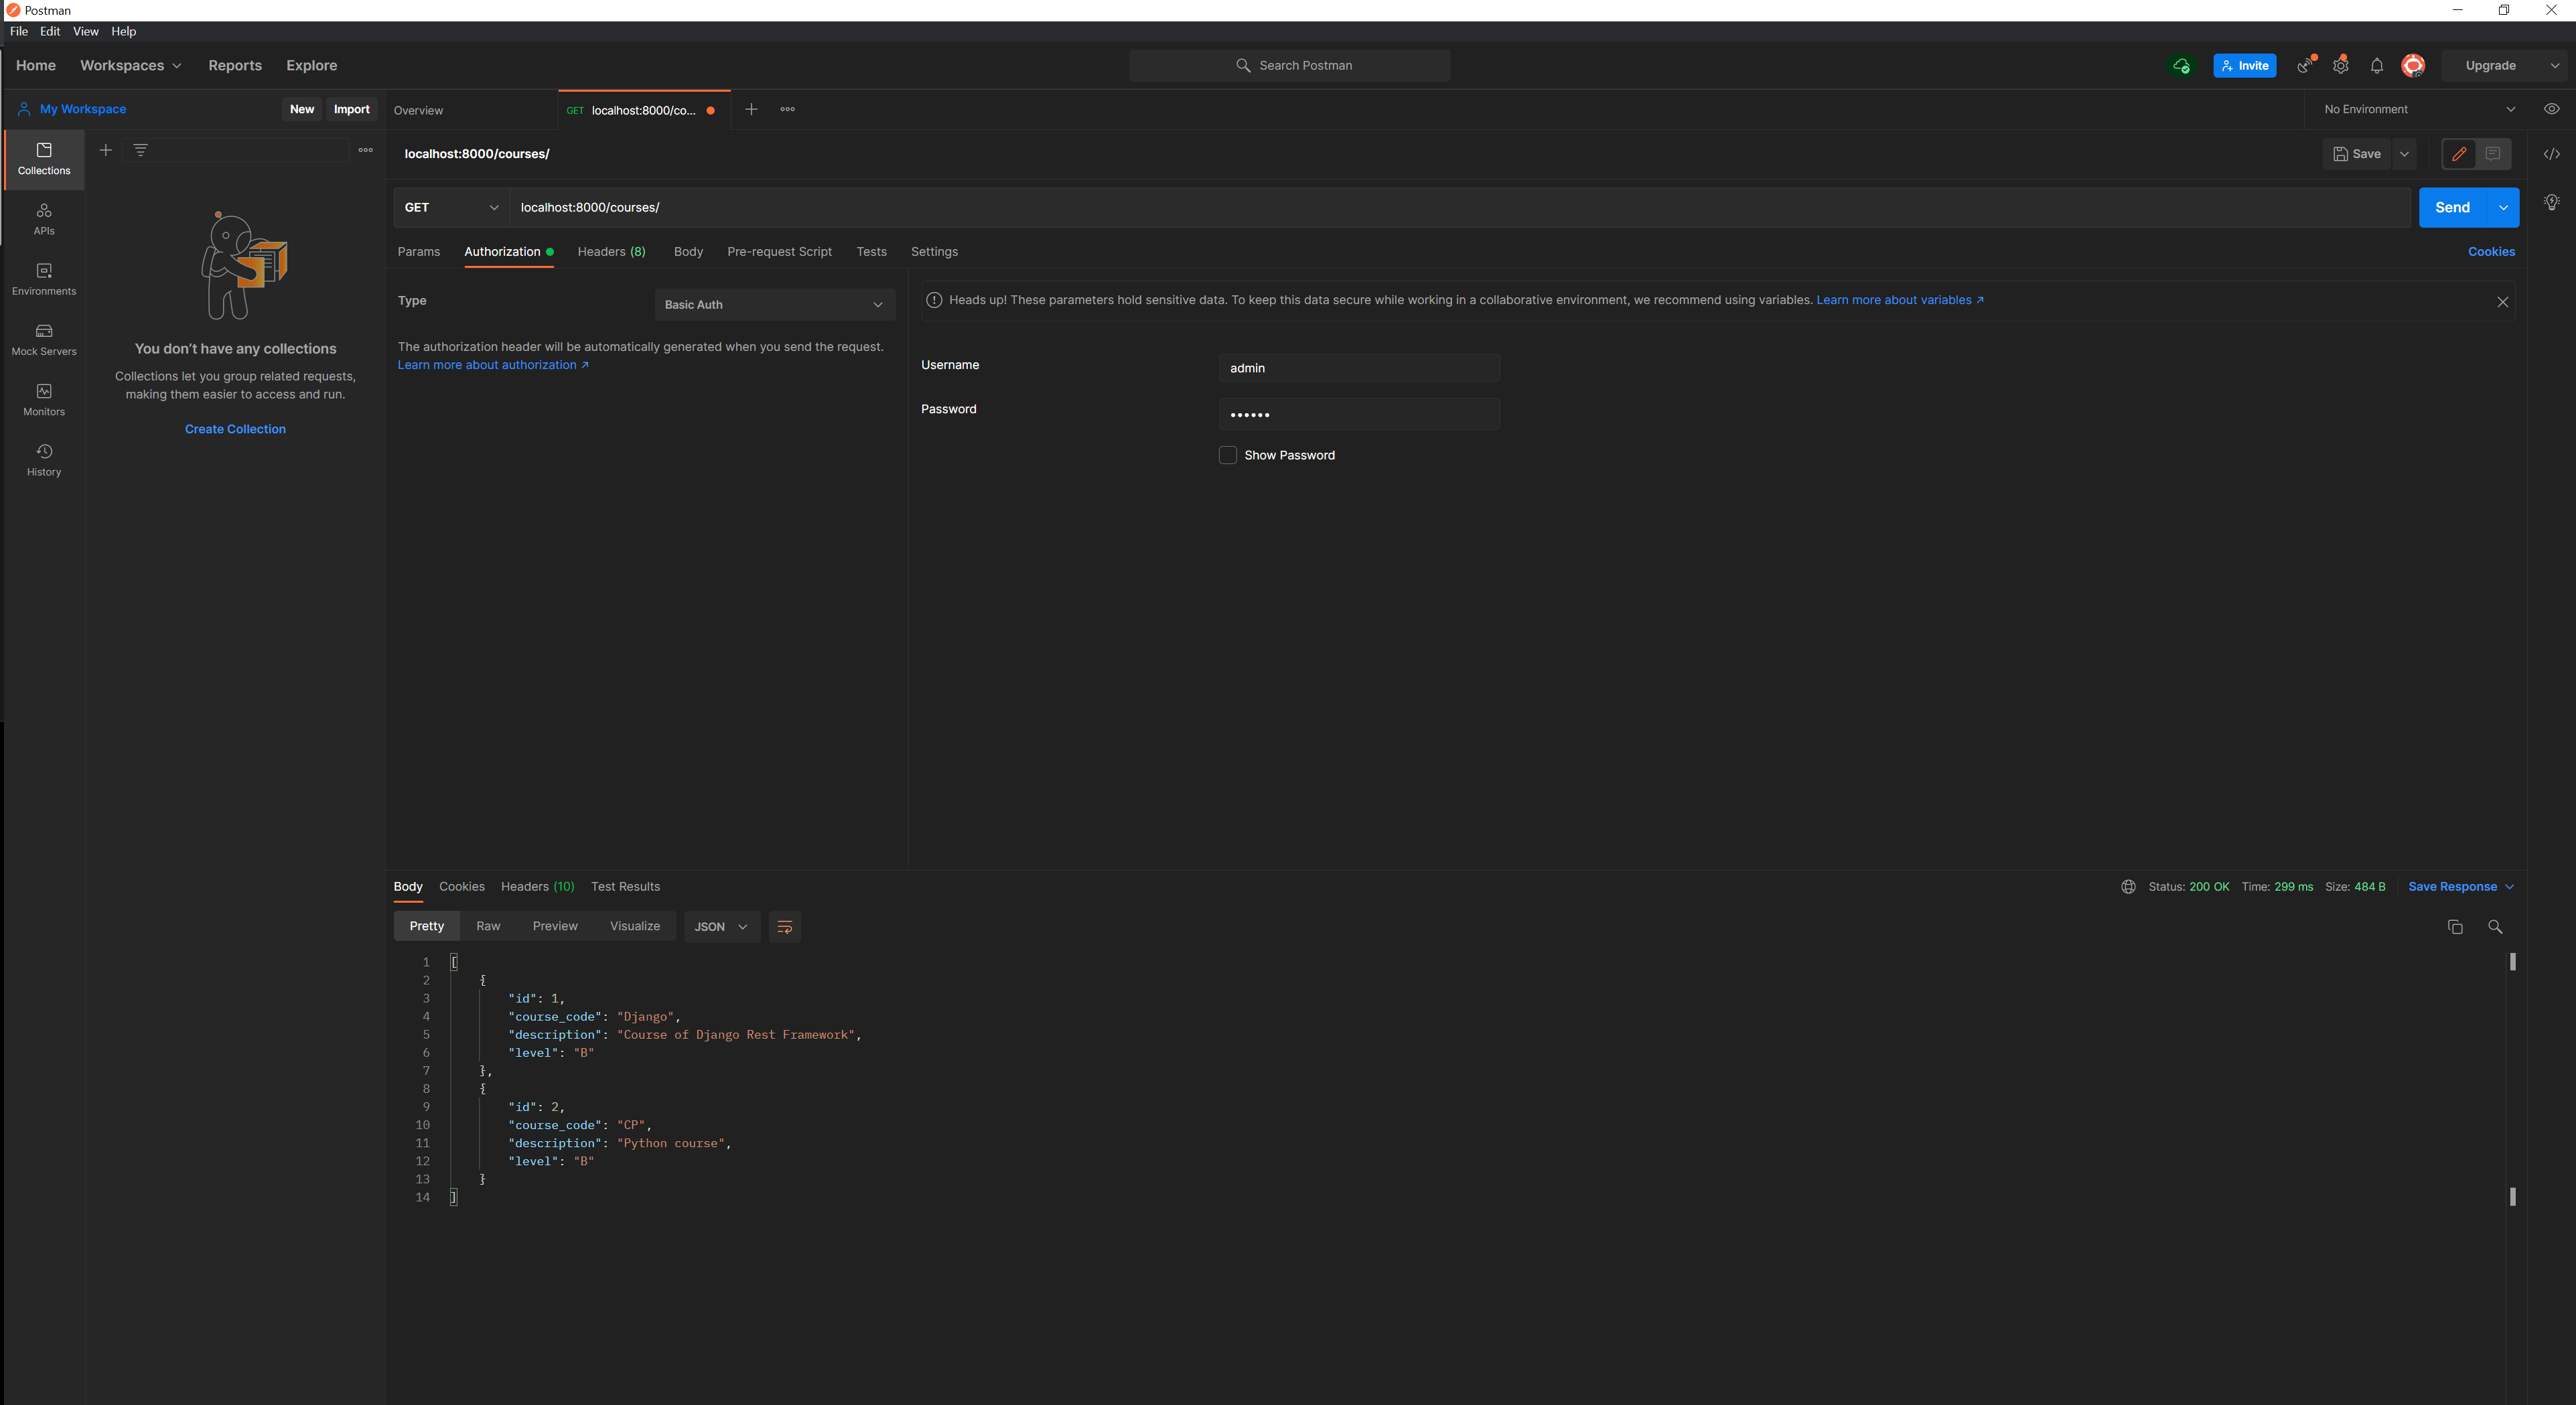 Postman
File Edit View Help
Home Workspaces Reports Explore
Search Postman
Invite
Upgrade
My Workspace
New Import
Overview
GET localhost:8000/co...
No Environment
Collections
APIs
Environments
Mock Servers
Monitors
History
You don't have any collections
Collections let you group related requests,
making them easier to access and run.
Create Collection
localhost:8000/courses/
Save
GET localhost:8000/courses/
Send
Params Authorization Headers (8) Body Pre-request Script Tests Settings
Cookies
Type Basic Auth
The authorization header will be automatically generated when you send the request.
Learn more about authorization ↗
Heads up! These parameters hold sensitive data. To keep this data secure while working in a collaborative environment, we recommend using variables. Learn more about variables ↗
Username admin
Password ••••••
Show Password
Body Cookies Headers (10) Test Results
Status: 200 OK Time: 299 ms Size: 484 B Save Response
Pretty Raw Preview Visualize JSON
1 [
2 {
3 "id": 1,
4 "course_code": "Django",
5 "description": "Course of Django Rest Framework",
6 "level": "B"
7 },
8 {
9 "id": 2,
10 "course_code": "CP",
11 "description": "Python course",
12 "level": "B"
13 }
14 ]